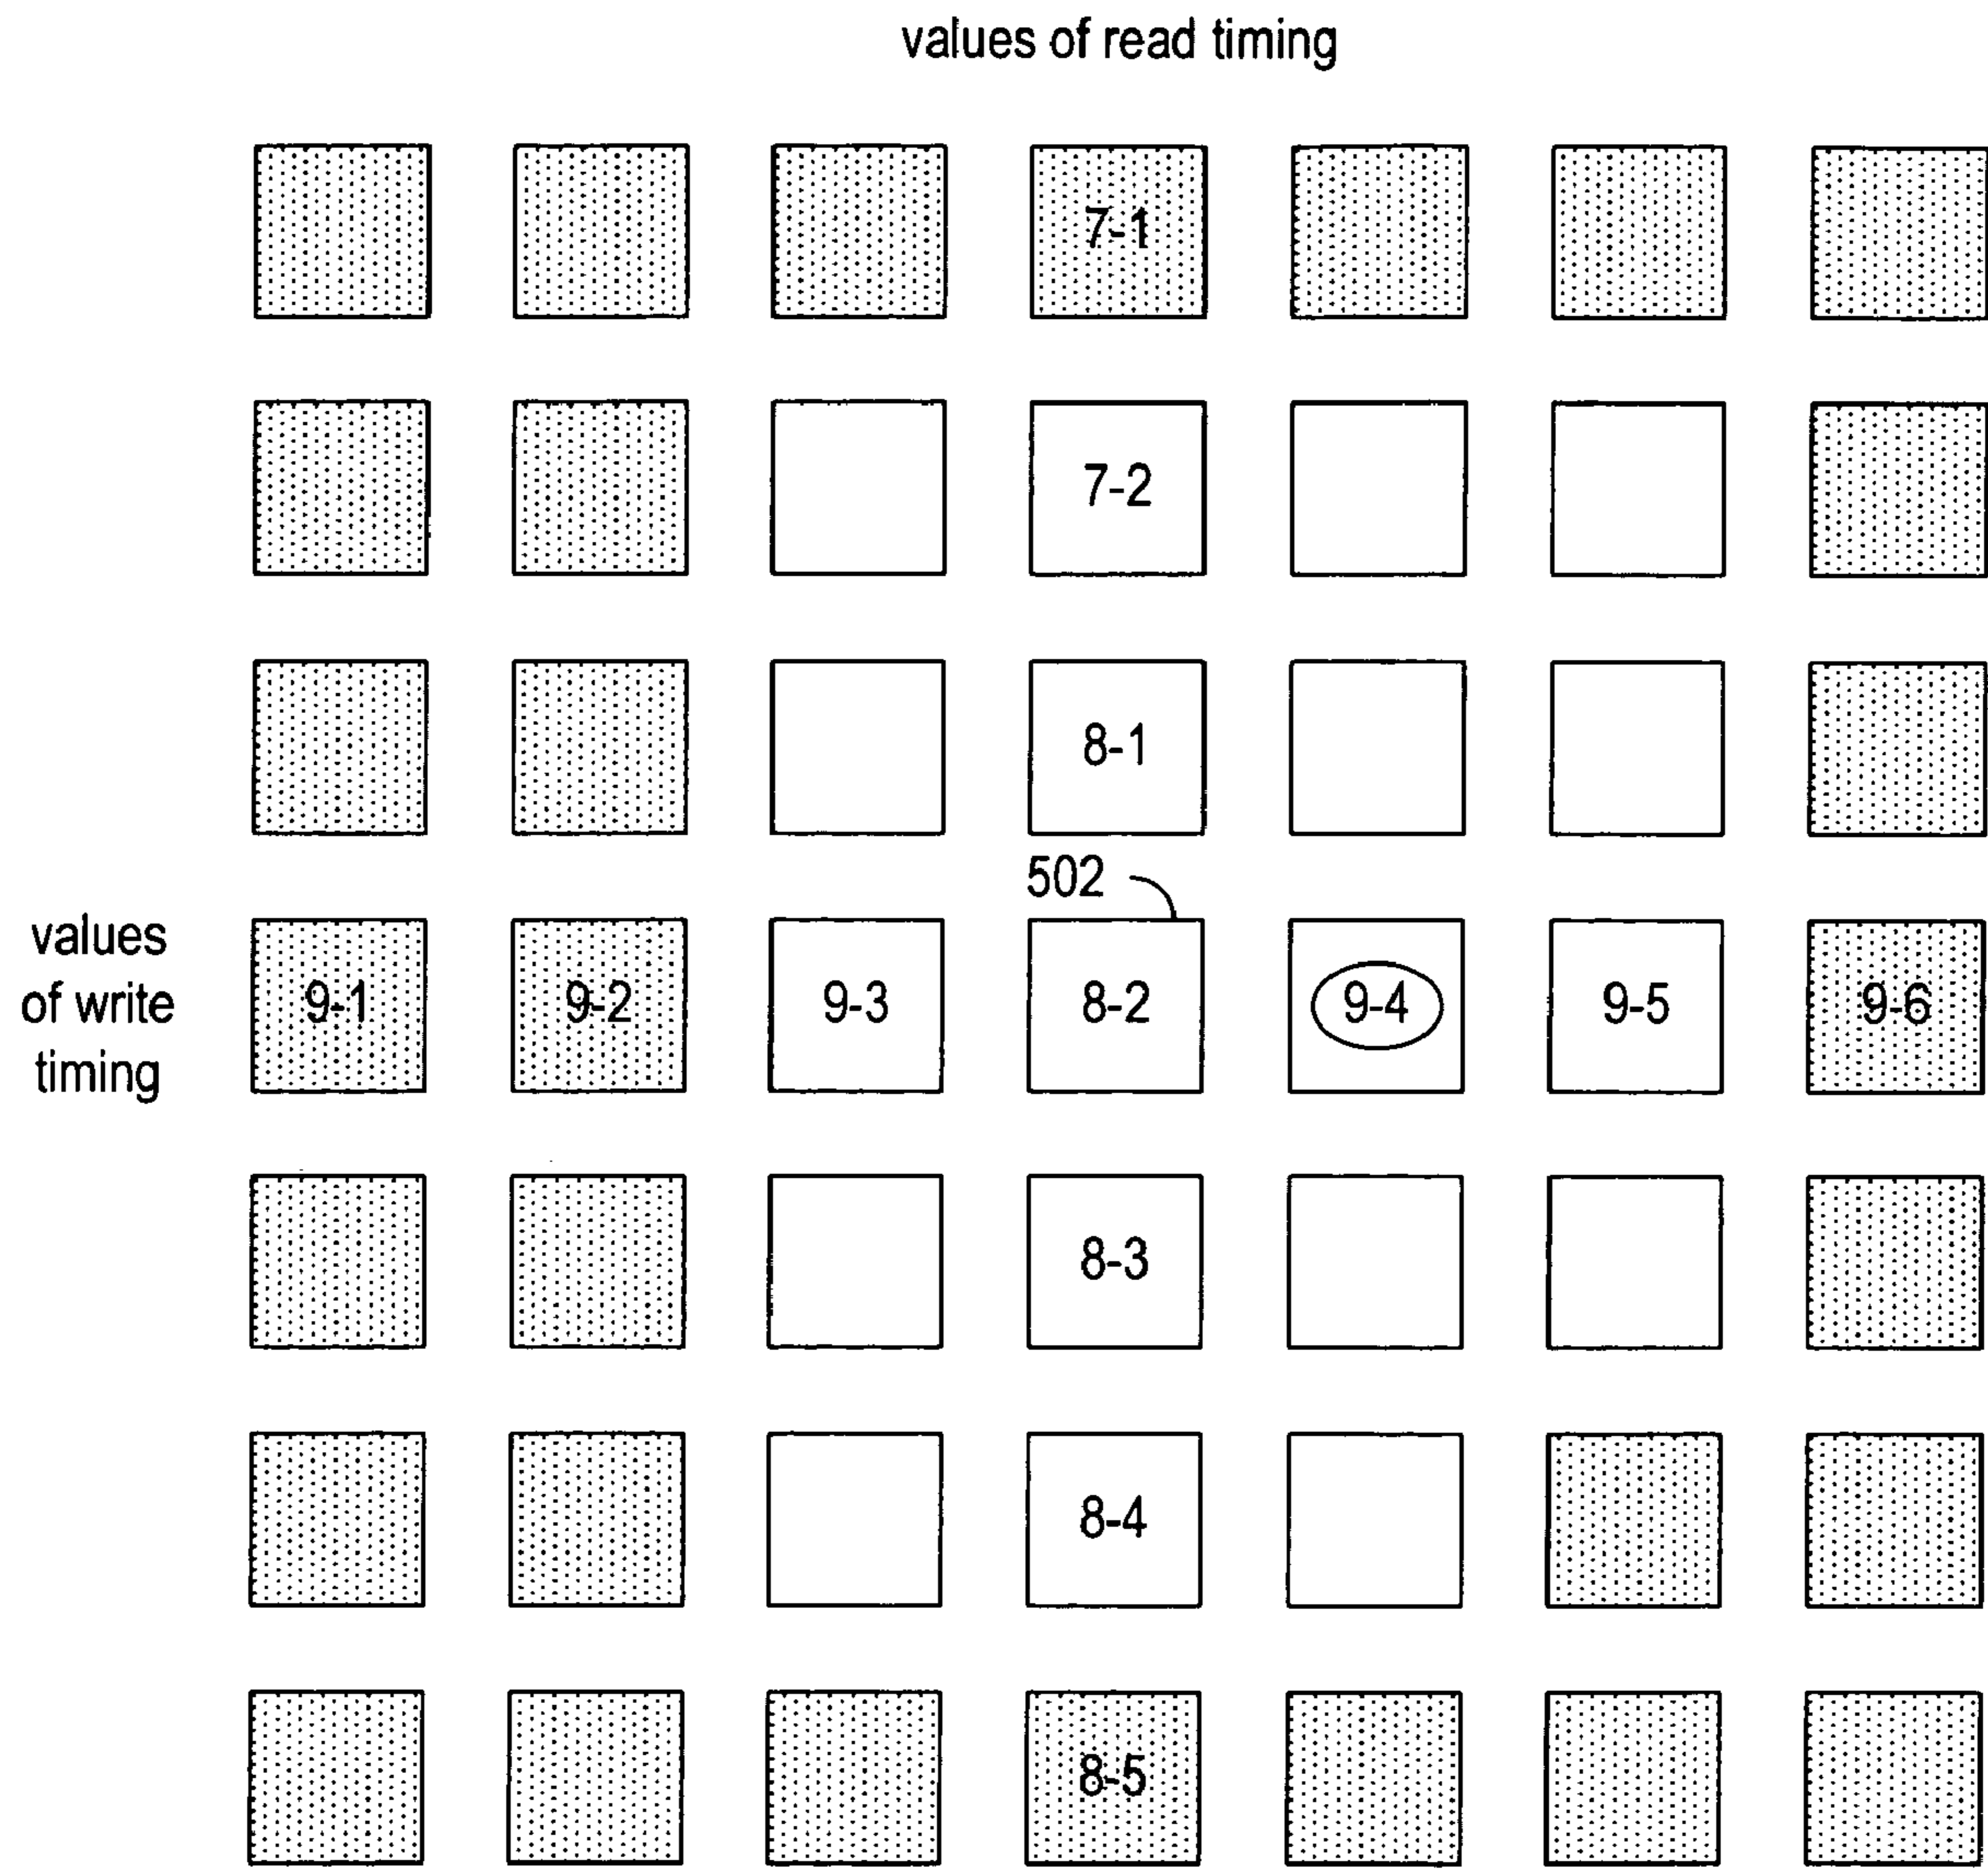 values of read timing
7-1
7-2
8-1
502
values
of write
timing
9-1 9-2 9-3 8-2 9-4 9-5 9-6
8-3
8-4
8-5